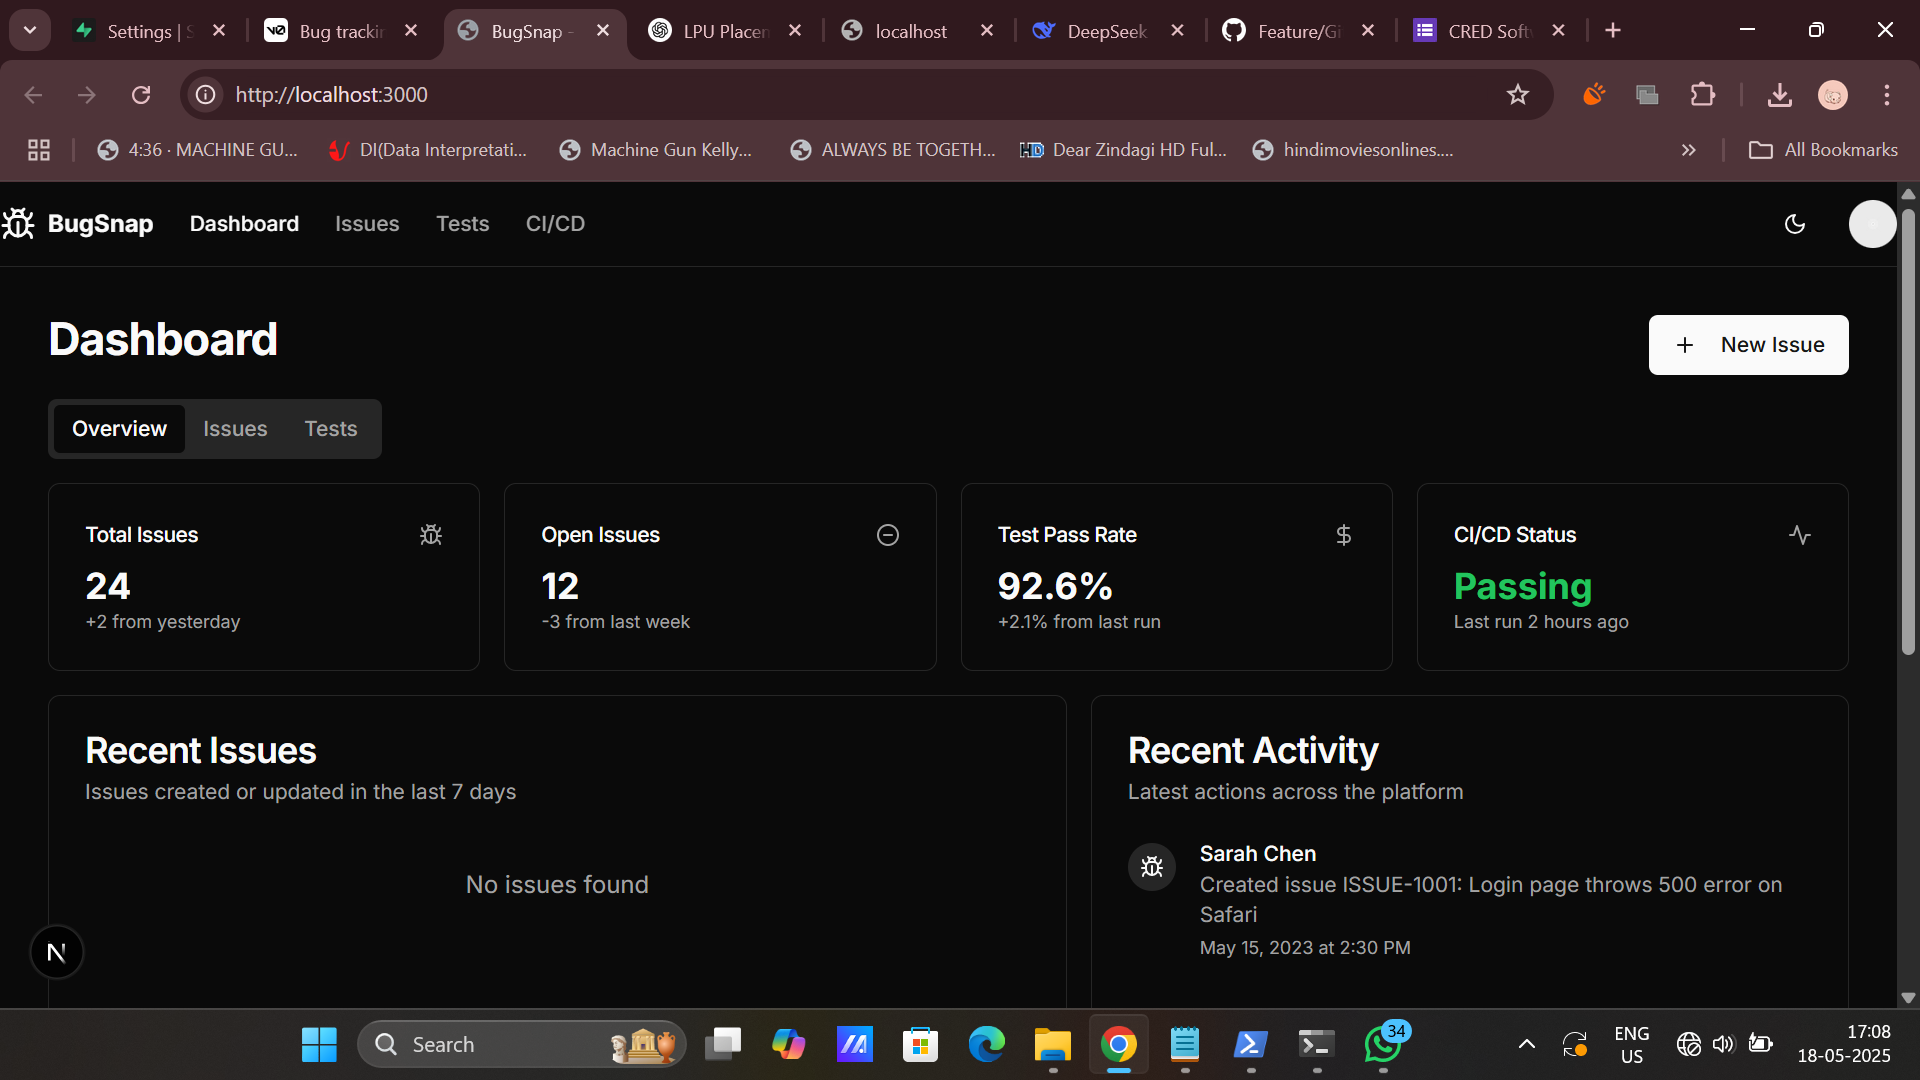 Settings | S
Bug trackin
BugSnap -
LPU Placem
localhost
DeepSeek
Feature/Gi
CRED Softw
http://localhost:3000
4:36 · MACHINE GU...
DI(Data Interpretati...
Machine Gun Kelly...
ALWAYS BE TOGETH...
Dear Zindagi HD Ful...
hindimoviesonlines....
All Bookmarks
BugSnap
Dashboard
Issues
Tests
CI/CD
Dashboard
New Issue
Overview
Issues
Tests
Total Issues
24
+2 from yesterday
Open Issues
12
-3 from last week
Test Pass Rate
92.6%
+2.1% from last run
CI/CD Status
Passing
Last run 2 hours ago
Recent Issues
Issues created or updated in the last 7 days
No issues found
Recent Activity
Latest actions across the platform
Sarah Chen
Created issue ISSUE-1001: Login page throws 500 error on
Safari
May 15, 2023 at 2:30 PM
N
Search
34
ENG
US
17:08
18-05-2025